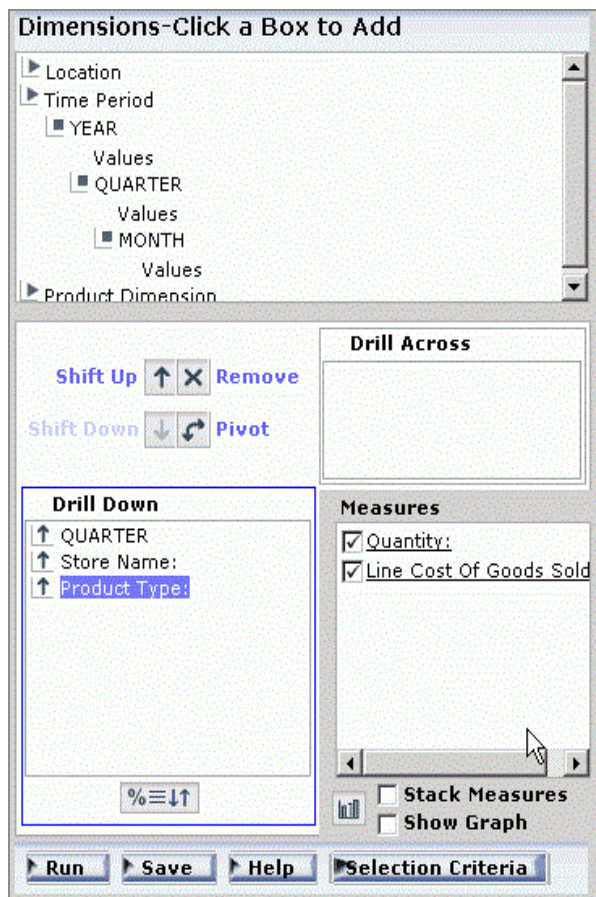 Dimensions-Click a Box to Add
Location
Time Period
YEAR
Values
QUARTER
Values
MONTH
Values
Product Dimension
Drill Across
Shift Up Remove
Shift Down Pivot
Drill Down
QUARTER
Store Name:
Product Type:
%
Measures
Quantity:
Line Cost Of Goods Sold
Stack Measures
Show Graph
Run Save Help Selection Criteria